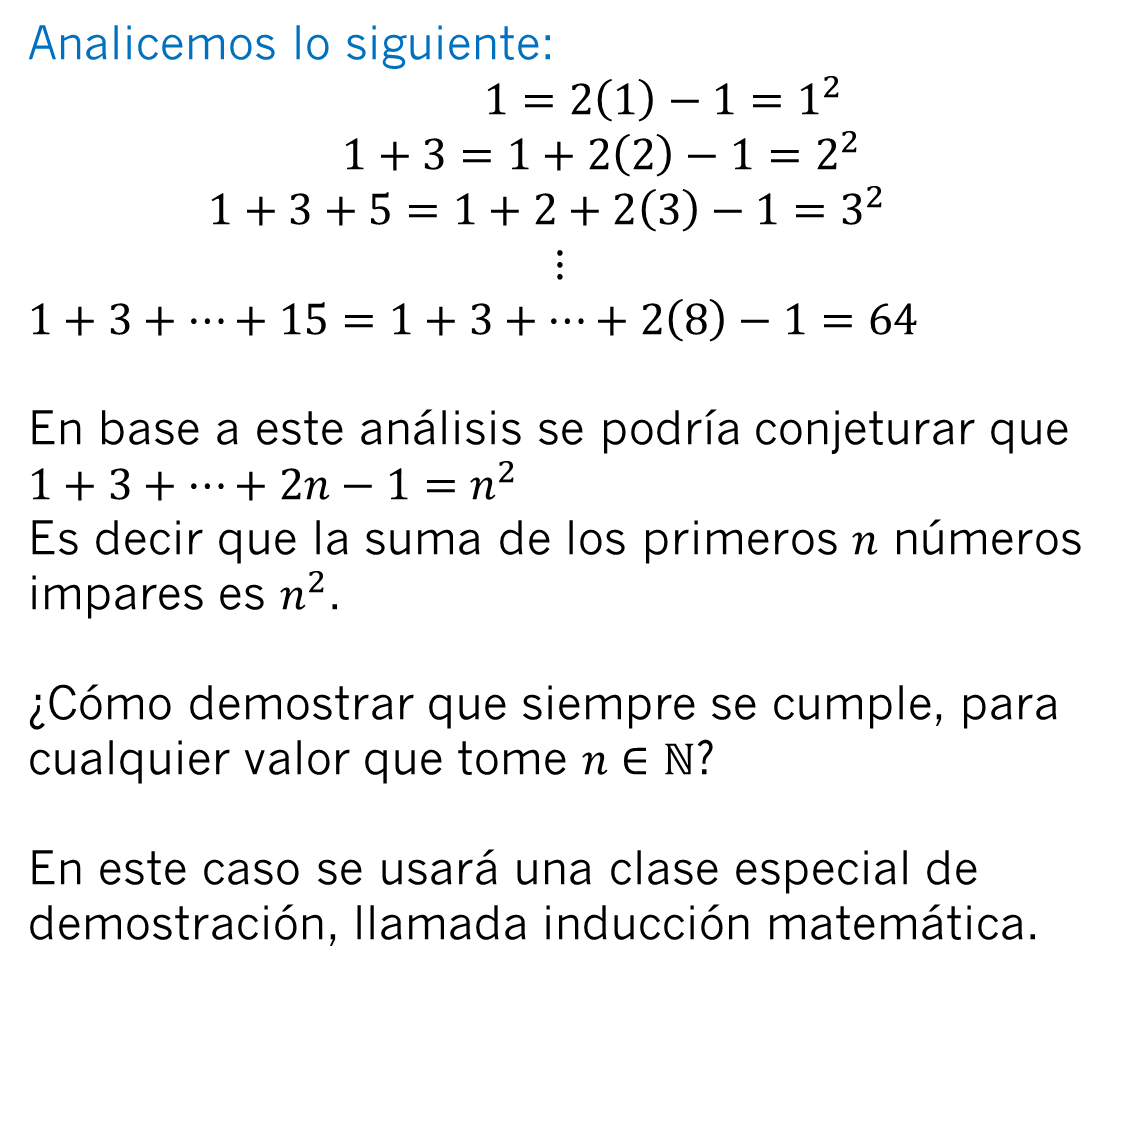 Analicemos lo siguiente:
1 = 2(1) − 1 = 1²
1 + 3 = 1 + 2(2) − 1 = 2²
1 + 3 + 5 = 1 + 2 + 2(3) − 1 = 3²
⋮
1 + 3 + ⋯ + 15 = 1 + 3 + ⋯ + 2(8) − 1 = 64
En base a este análisis se podría conjeturar que
1 + 3 + ⋯ + 2n − 1 = n²
Es decir que la suma de los primeros n números
impares es n².
¿Cómo demostrar que siempre se cumple, para
cualquier valor que tome n ∈ ℕ?
En este caso se usará una clase especial de
demostración, llamada inducción matemática.